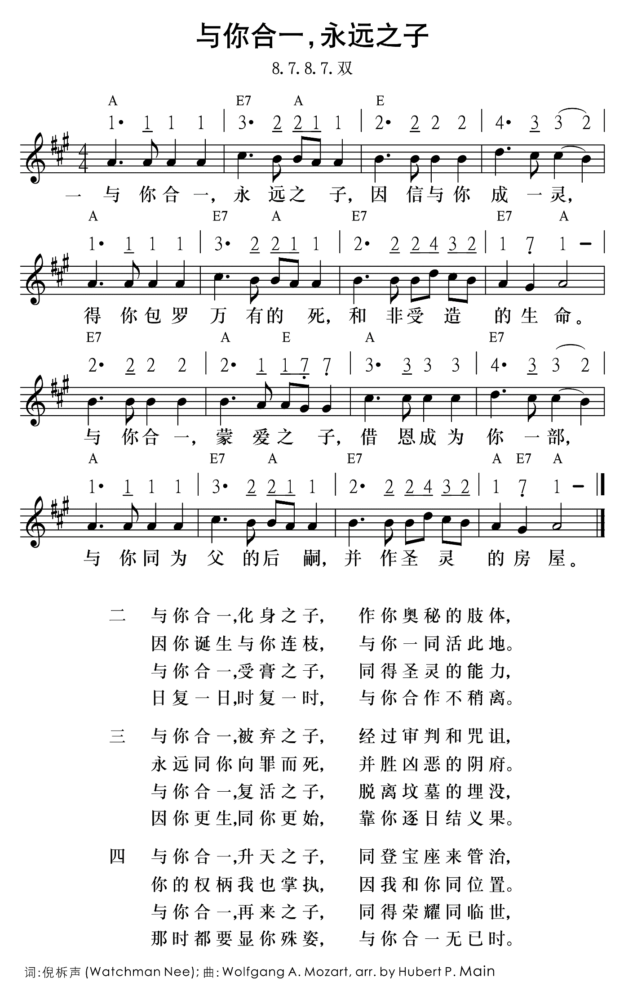 与你合一,永远之子
8.7.8.7.双
A E7 A E
1• 1 1 1 | 3• 2 2 1 1 | 2• 2 2 2 | 4• 3 3 2 |
4 4
一 与 你 合 一, 永 远 之 子, 因 信 与 你 成 一 灵,
A E7 A E7 E7 A
1• 1 1 1 | 3• 2 2 1 1 | 2• 2 2 4 3 2 | 1 7 1 – |
得 你 包 罗 万 有 的 死, 和 非 受 造 的 生 命。
E7 A E A E7
2• 2 2 2 | 2• 1 1 7 7 | 3• 3 3 3 | 4• 3 3 2 |
与 你 合 一, 蒙 爱 之 子, 借 恩 成 为 你 一 部,
A E7 A E7 A E7 A
1• 1 1 1 | 3• 2 2 1 1 | 2• 2 2 4 3 2 | 1 7 1 – ‖
与 你 同 为 父 的 后 嗣, 并 作 圣 灵 的 房 屋。
二 与你合一,化身之子, 作你奥秘的肢体,
因你诞生与你连枝, 与你一同活此地。
与你合一,受膏之子, 同得圣灵的能力,
日复一日,时复一时, 与你合作不稍离。
三 与你合一,被弃之子, 经过审判和咒诅,
永远同你向罪而死, 并胜凶恶的阴府。
与你合一,复活之子, 脱离坟墓的埋没,
因你更生,同你更始, 靠你逐日结义果。
四 与你合一,升天之子, 同登宝座来管治,
你的权柄我也掌执, 因我和你同位置。
与你合一,再来之子, 同得荣耀同临世,
那时都要显你殊姿, 与你合一无已时。
词:倪柝声 (Watchman Nee); 曲: Wolfgang A. Mozart, arr. by Hubert P. Main